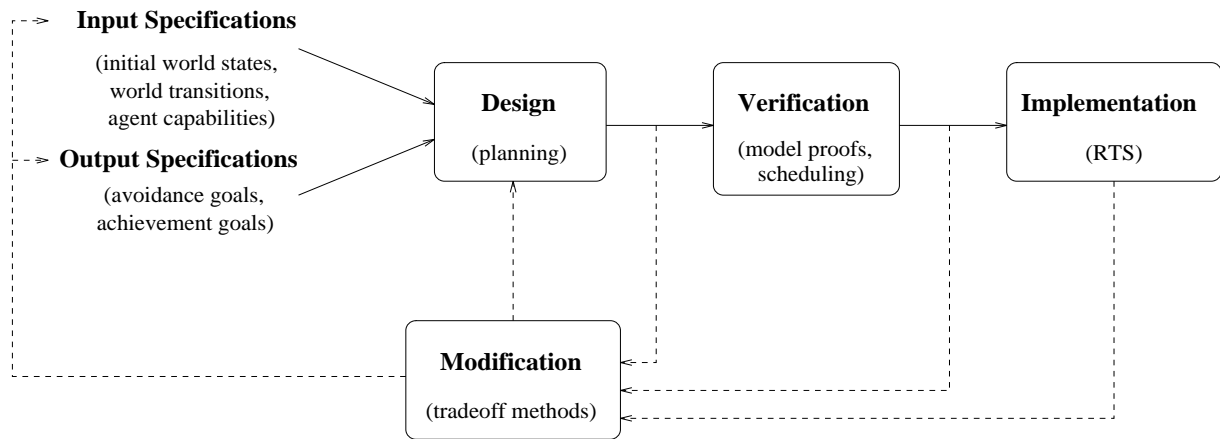 Input Specifications
(initial world states,
world transitions,
agent capabilities)
Output Specifications
(avoidance goals,
achievement goals)
Design
(planning)
Verification
(model proofs,
scheduling)
Implementation
(RTS)
Modification
(tradeoff methods)